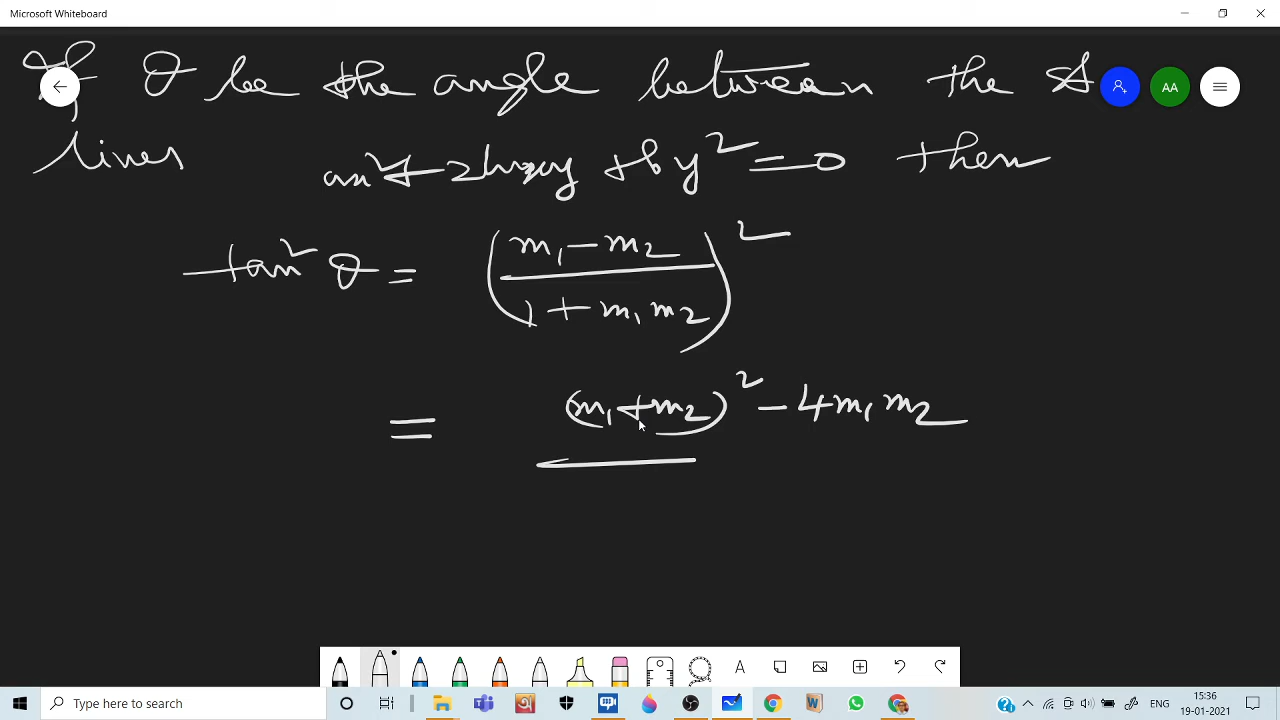 Microsoft Whiteboard
If θ be the angle between the st
AA
lines ax²+2hxy+by²=0 then
tan²θ = (m₁-m₂ / 1+m₁m₂)²
= (m₁+m₂)²-4m₁m₂
A
Type here to search
ENG
15:36
19-01-2021